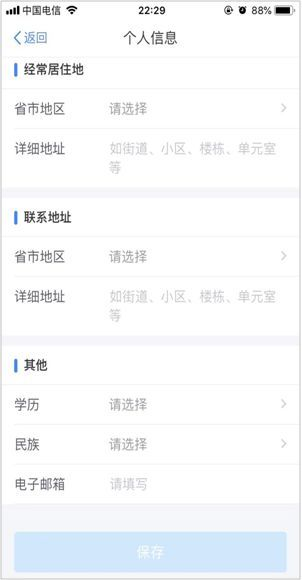 中国电信 22:29 88%
返回 个人信息
经常居住地
省市地区 请选择
详细地址 如街道、小区、楼栋、单元室
等
联系地址
省市地区 请选择
详细地址 如街道、小区、楼栋、单元室
等
其他
学历 请选择
民族 请选择
电子邮箱 请填写
保存